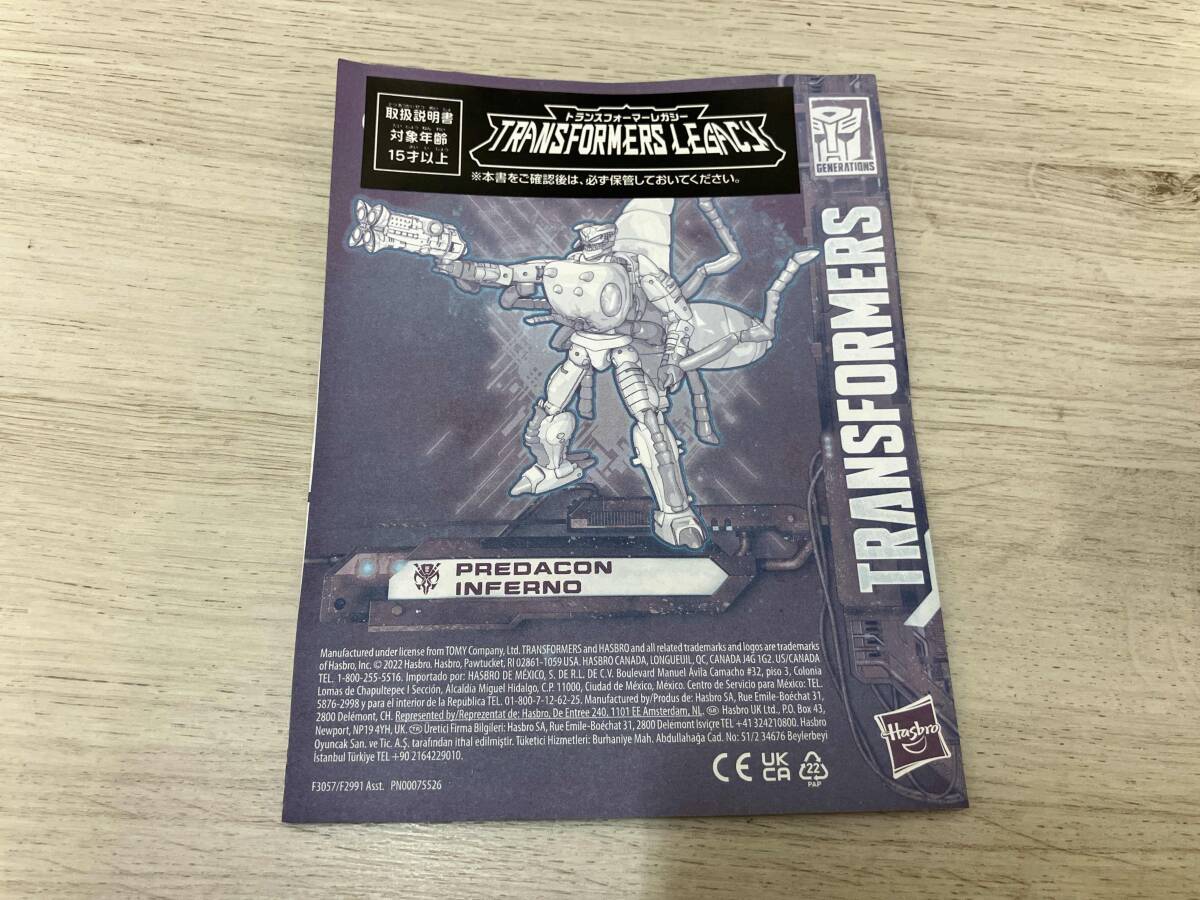 取扱説明書
対象年齢
15才以上
トランスフォーマーレガシー
TRANSFORMERS LEGACY
※本書をご確認後は、必ず保管しておいてください。
GENERATIONS
TRANSFORMERS
PREDACON
INFERNO
Manufactured under license from TOMY Company, Ltd. TRANSFORMERS and HASBRO and all related trademarks and logos are trademarks
of Hasbro, Inc. © 2022 Hasbro. Hasbro, Pawtucket, RI 02861-1059 USA. HASBRO CANADA, LONGUEUIL, QC, CANADA J4G 1G2. US/CANADA
TEL. 1-800-255-5516. Importado por: HASBRO DE MÉXICO, S. DE R.L. DE C.V. Boulevard Manuel Ávila Camacho #32, piso 3, Colonia
Lomas de Chapultepec I Sección, Alcaldía Miguel Hidalgo, C.P. 11000, Ciudad de México, México. Centro de Servicio para México: TEL.
5876-2998 y para el interior de la República TEL. 01-800-7-12-62-25. Manufactured by/Produs de: Hasbro SA, Rue Emile-Boéchat 31,
2800 Delémont, CH. Represented by/Reprezentat de: Hasbro, De Entree 240, 1101 EE Amsterdam, NL. GB Hasbro UK Ltd., P.O. Box 43,
Newport, NP19 4YH, UK. TR Üretici Firma Bilgileri: Hasbro SA, Rue Emile-Boéchat 31, 2800 Delémont İsviçre TEL +41 324210800. Hasbro
Oyuncak San. ve Tic. A.Ş. tarafından ithal edilmiştir. Tüketici Hizmetleri: Burhaniye Mah. Abdullahağa Cad. No: 51/2 34676 Beylerbeyi
İstanbul Türkiye TEL +90 2164229010.
F3057/F2991 Asst. PN00075526
CE UK CA 22 PAP
Hasbro